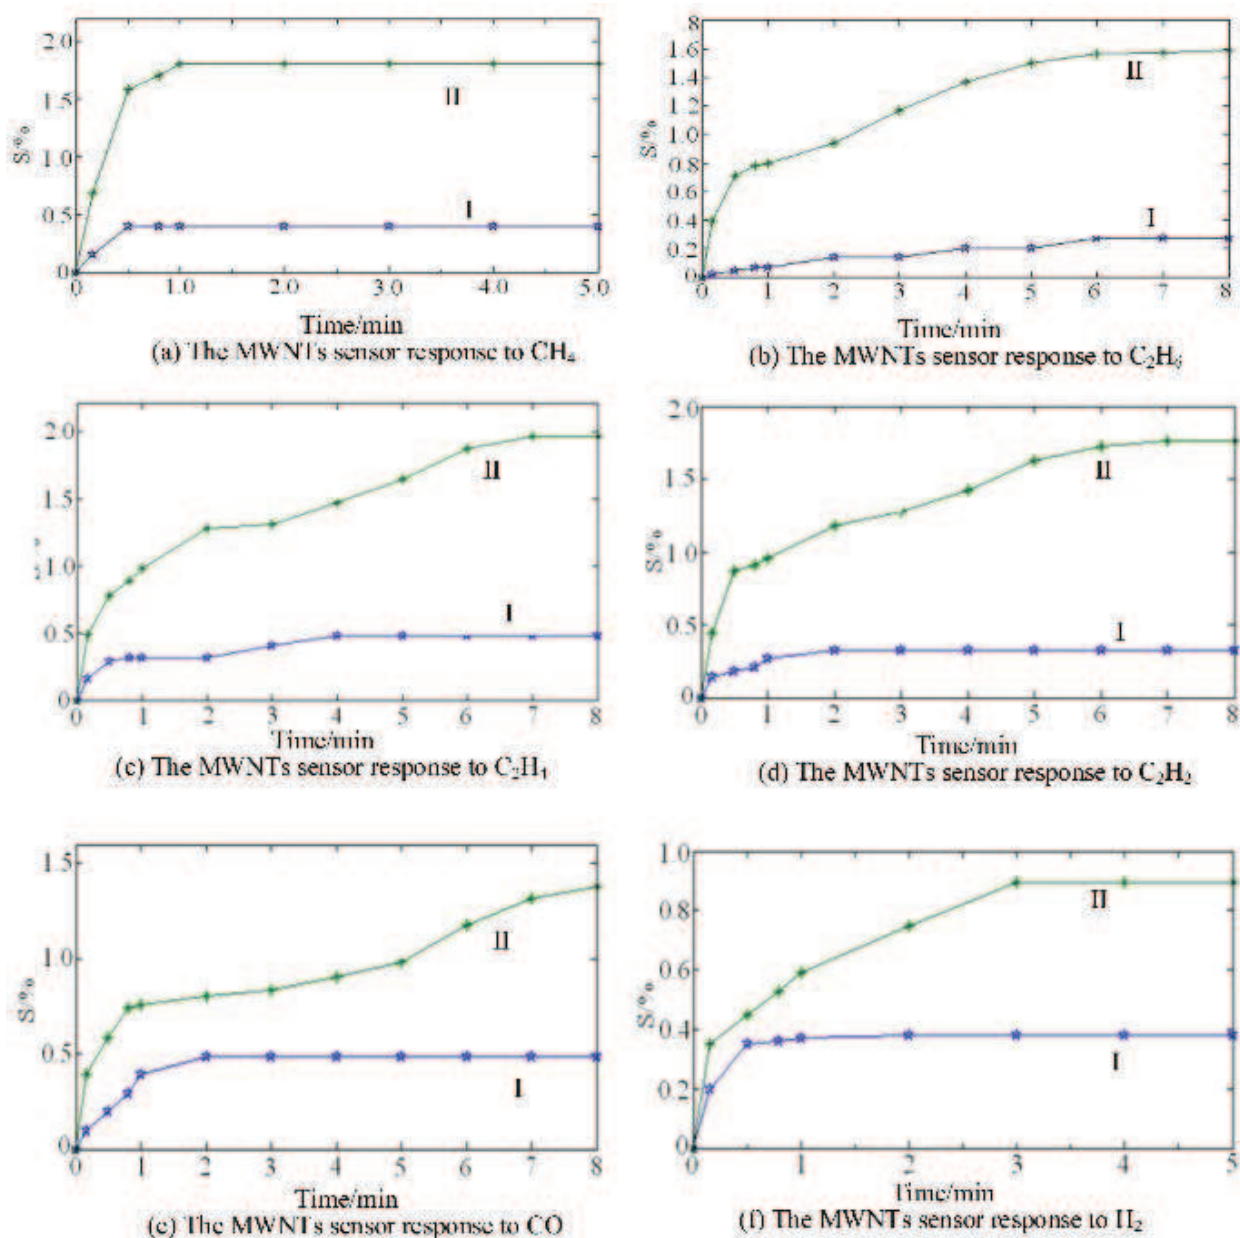 2.0
1.5
1.0
0.5
0
S/%
II
I
0 1.0 2.0 3.0 4.0 5.0
Time/min
(a) The MWNTs sensor response to CH₄
8
1.6
1.4
1.2
1.0
0.8
0.6
0.4
0.2
0
S/%
II
I
0 1 2 3 4 5 6 7 8
Time/min
(b) The MWNTs sensor response to
2.0
1.5
1.0
0.5
0
II
I
0 1 2 3 4 5 6 7 8
Time/min
(c) The MWNTs sensor response to
2.0
1.5
1.0
0.5
0
S/%
II
I
0 1 2 3 4 5 6 7 8
Time/min
(d) The MWNTs sensor response to C₂H₂
1.5
1.0
0.5
0
S/%
II
I
0 1 2 3 4 5 6 7 8
Time/min
(e) The MWNTs sensor response to CO
1.0
0.8
0.6
0.4
0.2
0
S/%
II
I
0 1 2 3 4 5
Time/min
(f) The MWNTs sensor response to H₂